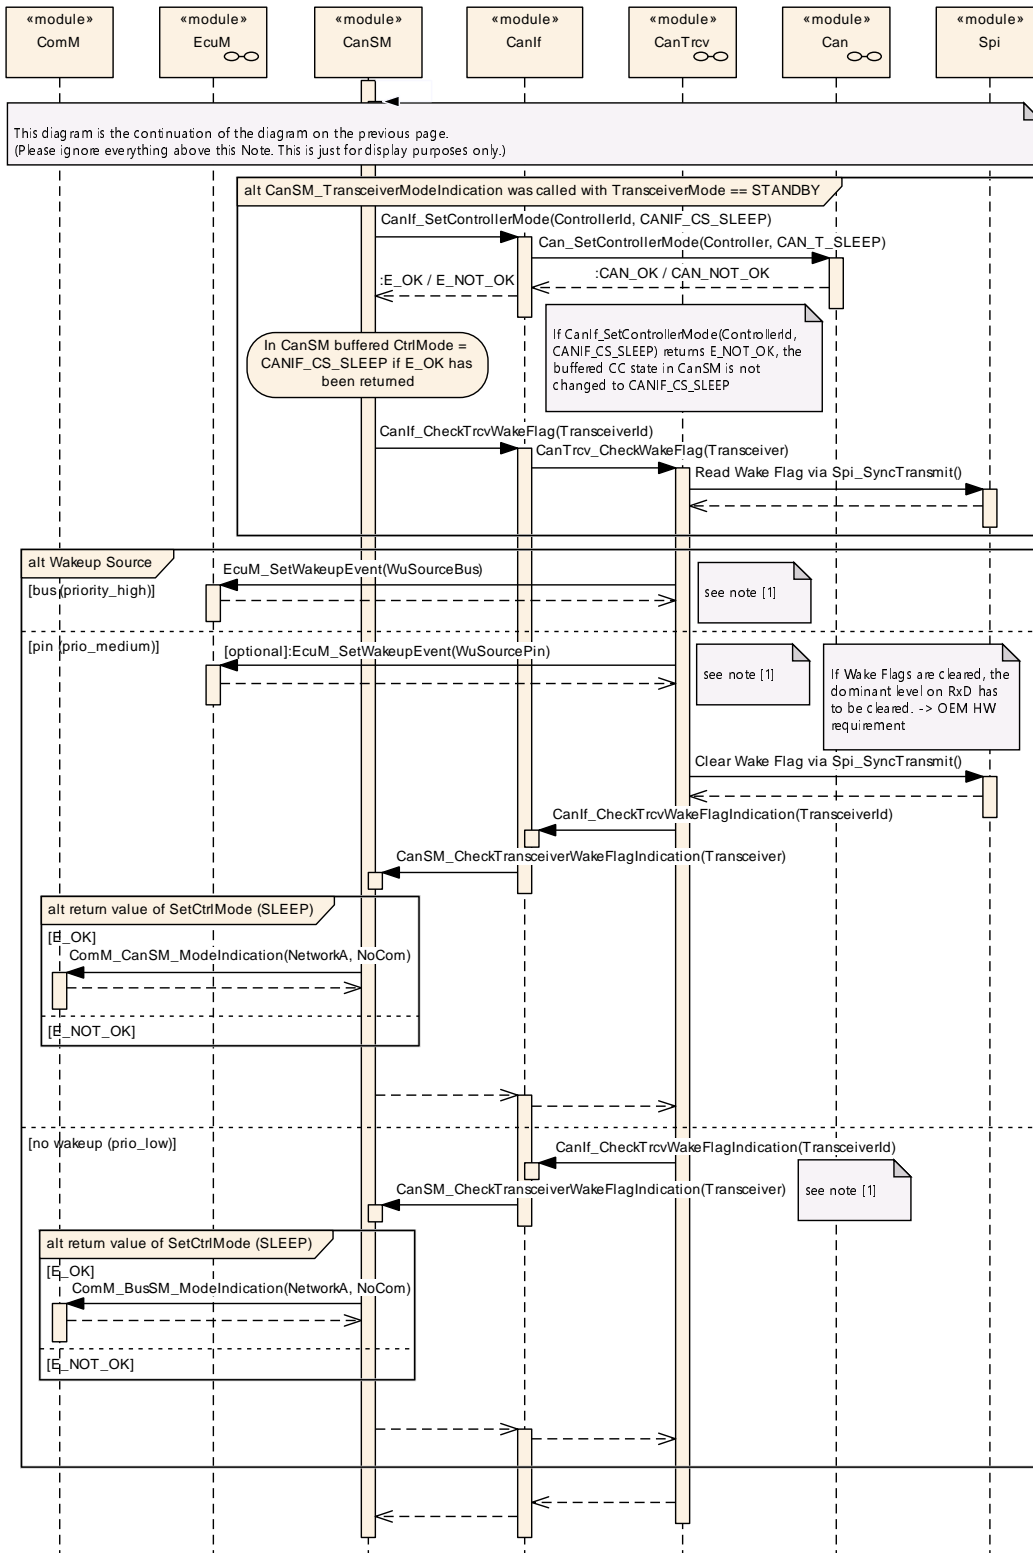 «module»
ComM
«module»
EcuM
«module»
CanSM
«module»
CanIf
«module»
CanTrcv
«module»
Can
«module»
Spi
This diagram is the continuation of the diagram on the previous page.
(Please ignore everything above this Note. This is just for display purposes only.)
alt CanSM_TransceiverModeIndication was called with TransceiverMode == STANDBY
CanIf_SetControllerMode(ControllerId, CANIF_CS_SLEEP)
Can_SetControllerMode(Controller, CAN_T_SLEEP)
:CAN_OK / CAN_NOT_OK
:E_OK / E_NOT_OK
In CanSM buffered CtrlMode =
CANIF_CS_SLEEP if E_OK has
been returned
If CanIf_SetControllerMode(ControllerId,
CANIF_CS_SLEEP) returns E_NOT_OK, the
buffered CC state in CanSM is not
changed to CANIF_CS_SLEEP
CanIf_CheckTrcvWakeFlag(TransceiverId)
CanTrcv_CheckWakeFlag(Transceiver)
Read Wake Flag via Spi_SyncTransmit()
alt Wakeup Source
EcuM_SetWakeupEvent(WuSourceBus)
[bus (priority_high)]
see note [1]
[pin (prio_medium)]
[optional]:EcuM_SetWakeupEvent(WuSourcePin)
see note [1]
If Wake Flags are cleared, the
dominant level on RxD has
to be cleared. -> OEM HW
requirement
Clear Wake Flag via Spi_SyncTransmit()
CanIf_CheckTrcvWakeFlagIndication(TransceiverId)
CanSM_CheckTransceiverWakeFlagIndication(Transceiver)
alt return value of SetCtrlMode (SLEEP)
[E_OK]
ComM_CanSM_ModeIndication(NetworkA, NoCom)
[E_NOT_OK]
[no wakeup (prio_low)]
CanIf_CheckTrcvWakeFlagIndication(TransceiverId)
CanSM_CheckTransceiverWakeFlagIndication(Transceiver)
see note [1]
alt return value of SetCtrlMode (SLEEP)
[E_OK]
ComM_BusSM_ModeIndication(NetworkA, NoCom)
[E_NOT_OK]